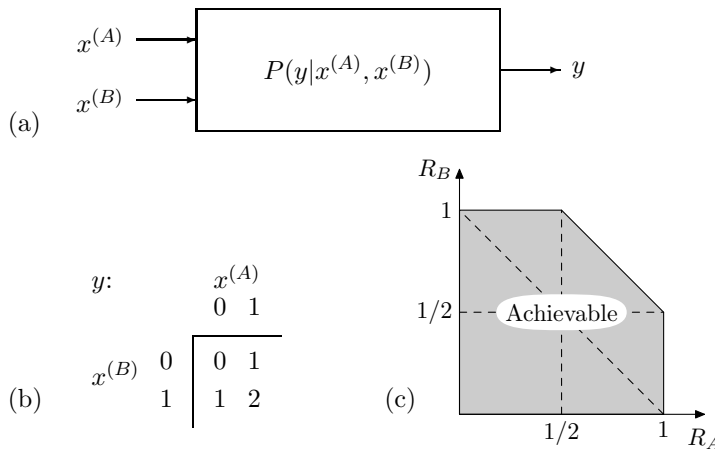 x^(A)
P(y|x^(A), x^(B))
y
x^(B)
(a)
R_B
1
1/2
Achievable
1/2
1
R_A
(c)
y:
x^(A)
0 1
x^(B)
0 0 1
1 1 2
(b)